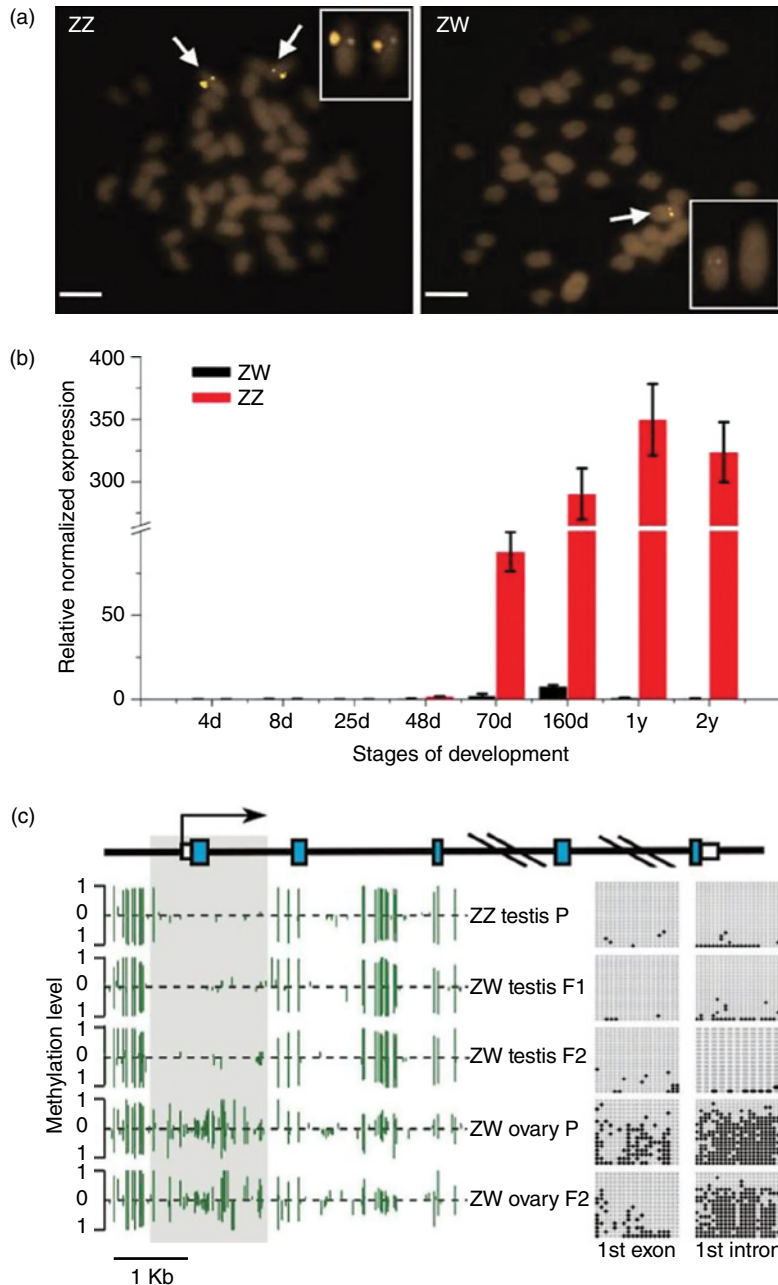 (a)
ZZ
ZW
(b)
400
350
300
50
0
Relative normalized expression
ZW
ZZ
4d 8d 25d 48d 70d 160d 1y 2y
Stages of development
(c)
Methylation level
1
0
1
ZZ testis P
1
0
1
ZW testis F1
1
0
1
ZW testis F2
1
0
1
ZW ovary P
1
0
1
ZW ovary F2
1st exon 1st intron
1 Kb